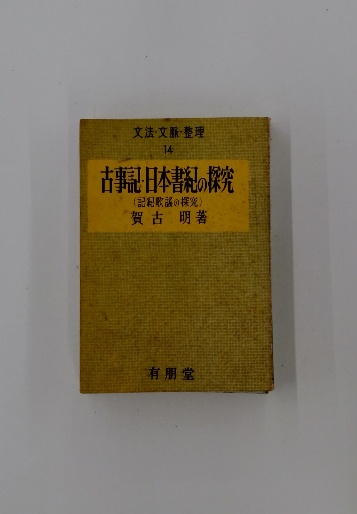 文法・文脈・整理
14
古事記・日本書紀の探究
(記紀歌謡の探究)
賀古明著
有朋堂